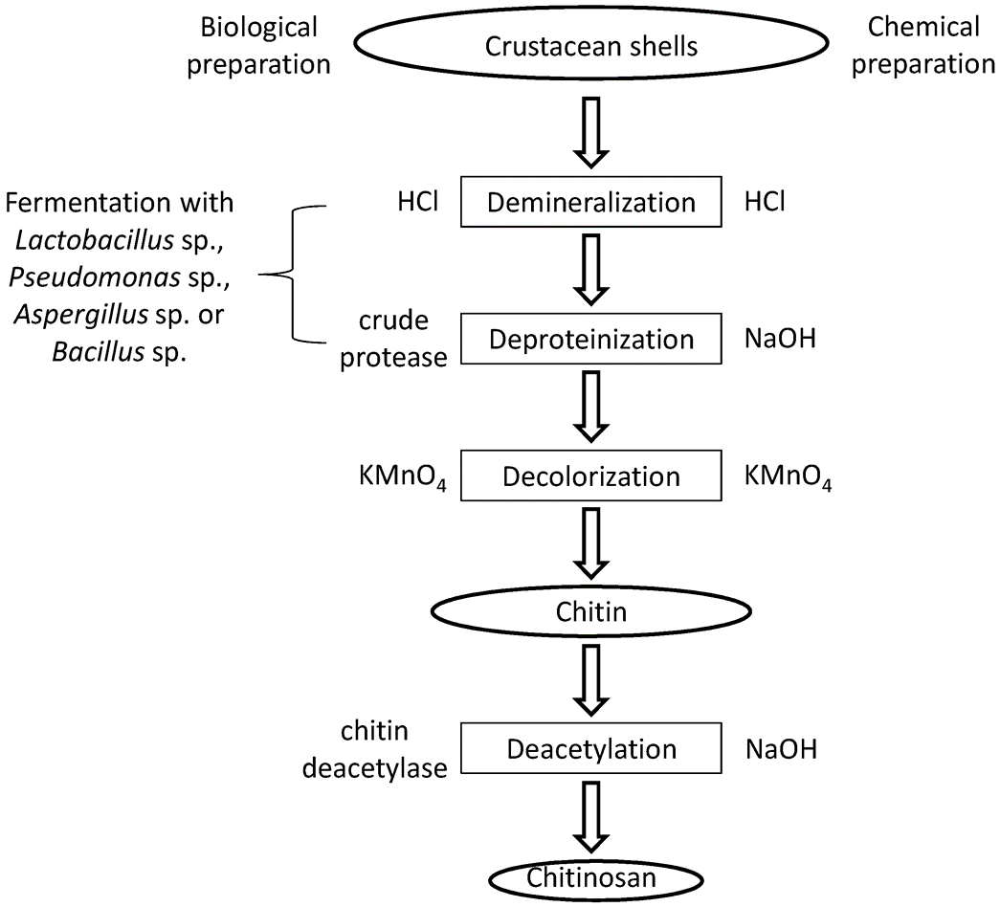 Biological
preparation
Crustacean shells
Chemical
preparation
Fermentation with
Lactobacillus sp.,
Pseudomonas sp.,
Aspergillus sp. or
Bacillus sp.
HCl
Demineralization
HCl
crude
protease
Deproteinization
NaOH
KMnO₄
Decolorization
KMnO₄
Chitin
chitin
deacetylase
Deacetylation
NaOH
Chitinosan